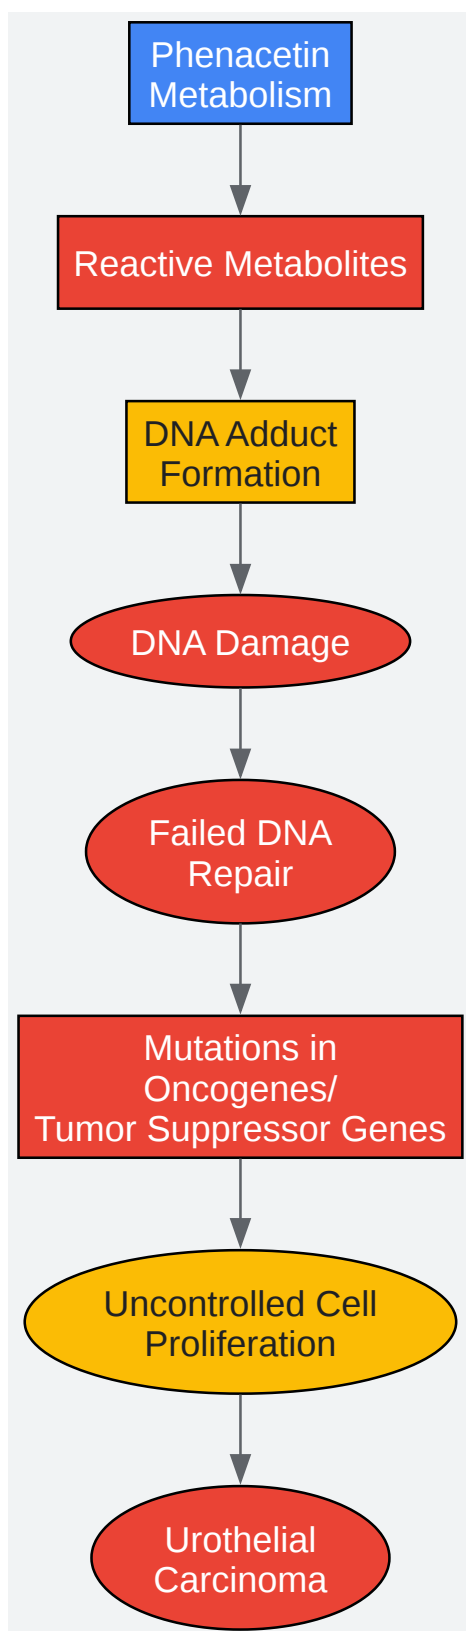 Phenacetin
Metabolism
Reactive Metabolites
DNA Adduct
Formation
DNA Damage
Failed DNA
Repair
Mutations in
Oncogenes/
Tumor Suppressor Genes
Uncontrolled Cell
Proliferation
Urothelial
Carcinoma